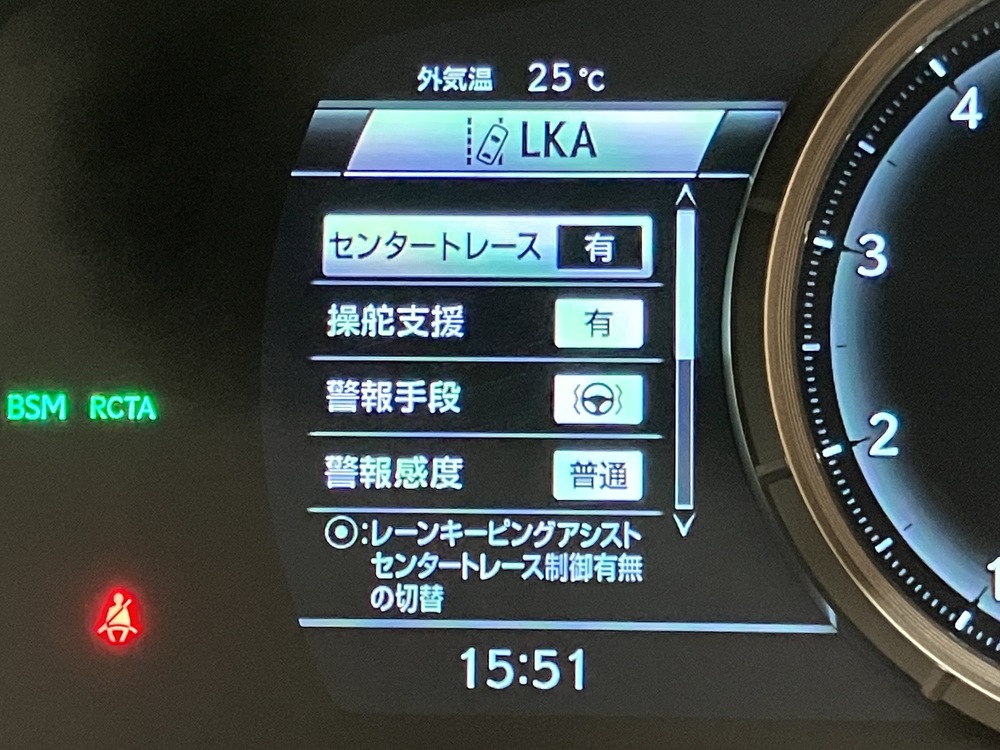 外気温 25℃
LKA
センタートレース 有
操舵支援 有
警報手段
警報感度 普通
:レーンキーピングアシスト
センタートレース制御有無
の切替
15:51
BSM RCTA
4
3
2
1